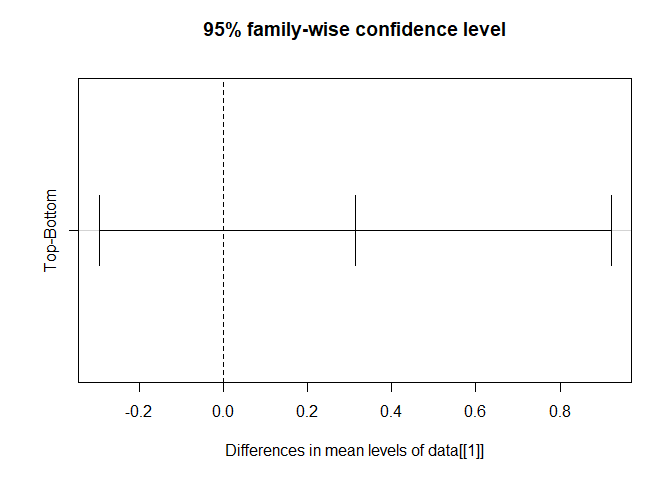 95% family-wise confidence level
Top-Bottom
-0.2 0.0 0.2 0.4 0.6 0.8
Differences in mean levels of data[[1]]